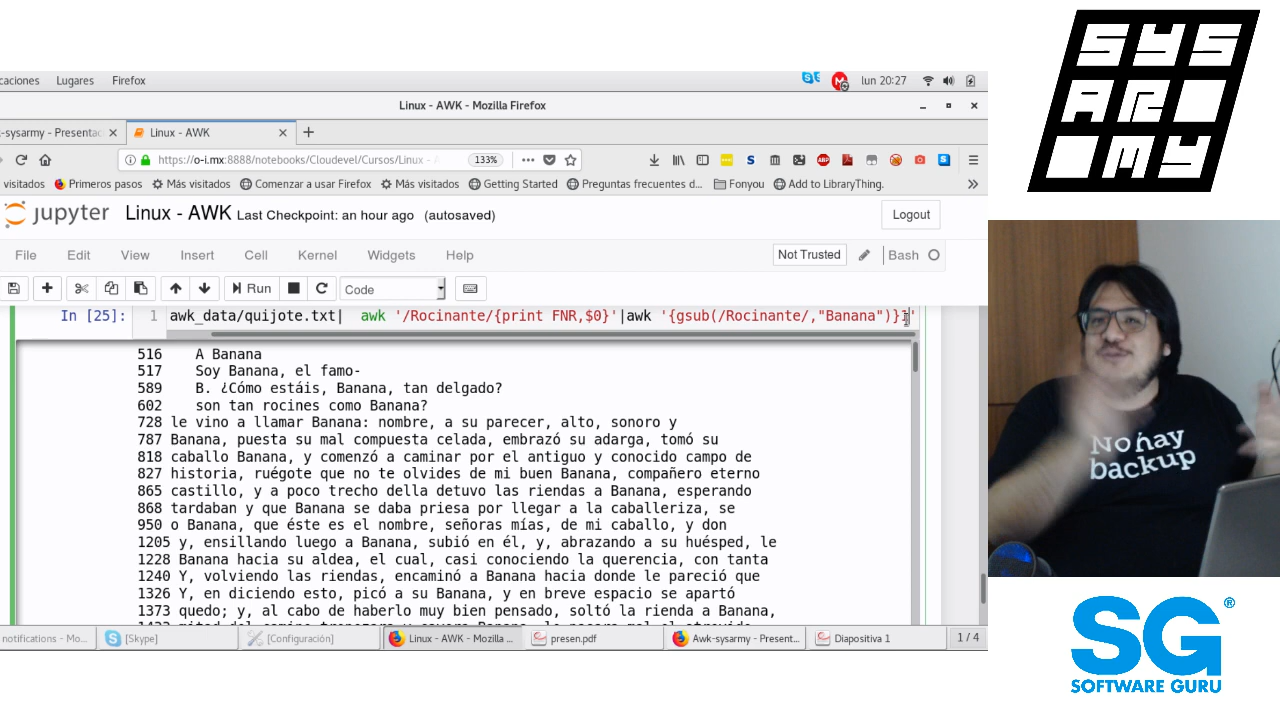 caciones Lugares Firefox lun 20:27
Linux - AWK - Mozilla Firefox
-sysarmy - Presentac Linux - AWK
https://o-i.mx:8888/notebooks/Cloudevel/Cursos/Linux - A 133%
visitados Primeros pasos Más visitados Comenzar a usar Firefox Más visitados Getting Started Preguntas frecuentes d... Fonyou Add to LibraryThing.
jupyter Linux - AWK Last Checkpoint: an hour ago (autosaved) Logout
File Edit View Insert Cell Kernel Widgets Help Not Trusted Bash
Run Code
In [25]: 1 awk_data/quijote.txt| awk '/Rocinante/{print FNR,$0}'|awk '{gsub(/Rocinante/,"Banana")}1'
516 A Banana
517 Soy Banana, el famo-
589 B. ¿Cómo estáis, Banana, tan delgado?
602 son tan rocines como Banana?
728 le vino a llamar Banana: nombre, a su parecer, alto, sonoro y
787 Banana, puesta su mal compuesta celada, embrazó su adarga, tomó su
818 caballo Banana, y comenzó a caminar por el antiguo y conocido campo de
827 historia, ruégote que no te olvides de mi buen Banana, compañero eterno
865 castillo, y a poco trecho della detuvo las riendas a Banana, esperando
868 tardaban y que Banana se daba priesa por llegar a la caballeriza, se
950 o Banana, que éste es el nombre, señoras mías, de mi caballo, y don
1205 y, ensillando luego a Banana, subió en él, y, abrazando a su huésped, le
1228 Banana hacia su aldea, el cual, casi conociendo la querencia, con tanta
1240 Y, volviendo las riendas, encaminó a Banana hacia donde le pareció que
1326 Y, en diciendo esto, picó a su Banana, y en breve espacio se apartó
1373 quedo; y, al cabo de haberlo muy bien pensado, soltó la rienda a Banana,
notifications - Mo... [Skype] [Configuración] Linux - AWK - Mozilla ... presen.pdf Awk-sysarmy - Present... Diapositiva 1 1 / 4
SYS
AR
MY
No hay
backup
SG®
SOFTWARE GURU